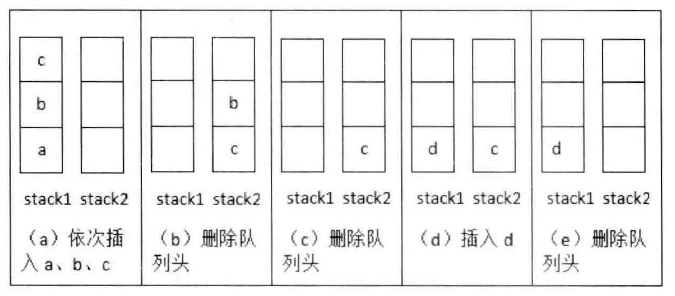 c
b
a
stack1 stack2
（a）依次插
入 a、b、c
b
c
stack1 stack2
（b）删除队
列头
c
stack1 stack2
（c）删除队
列头
d c
stack1 stack2
（d）插入 d
d
stack1 stack2
（e）删除队
列头